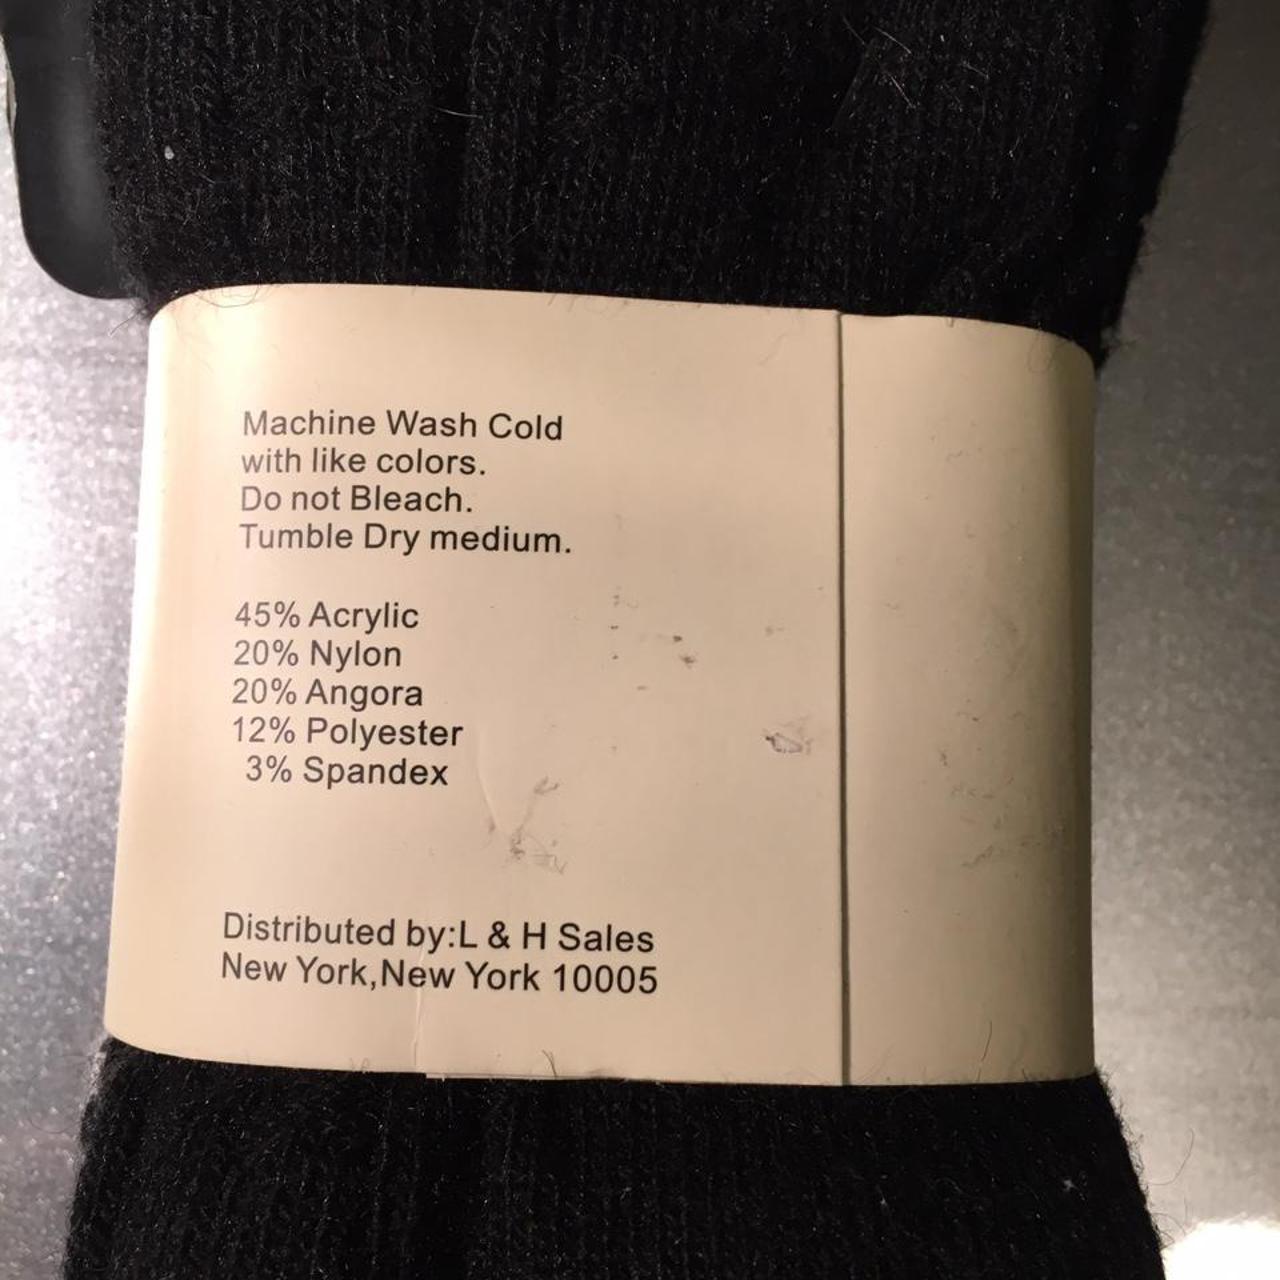 Machine Wash Cold
with like colors.
Do not Bleach.
Tumble Dry medium.
45% Acrylic
20% Nylon
20% Angora
12% Polyester
3% Spandex
Distributed by:L & H Sales
New York,New York 10005